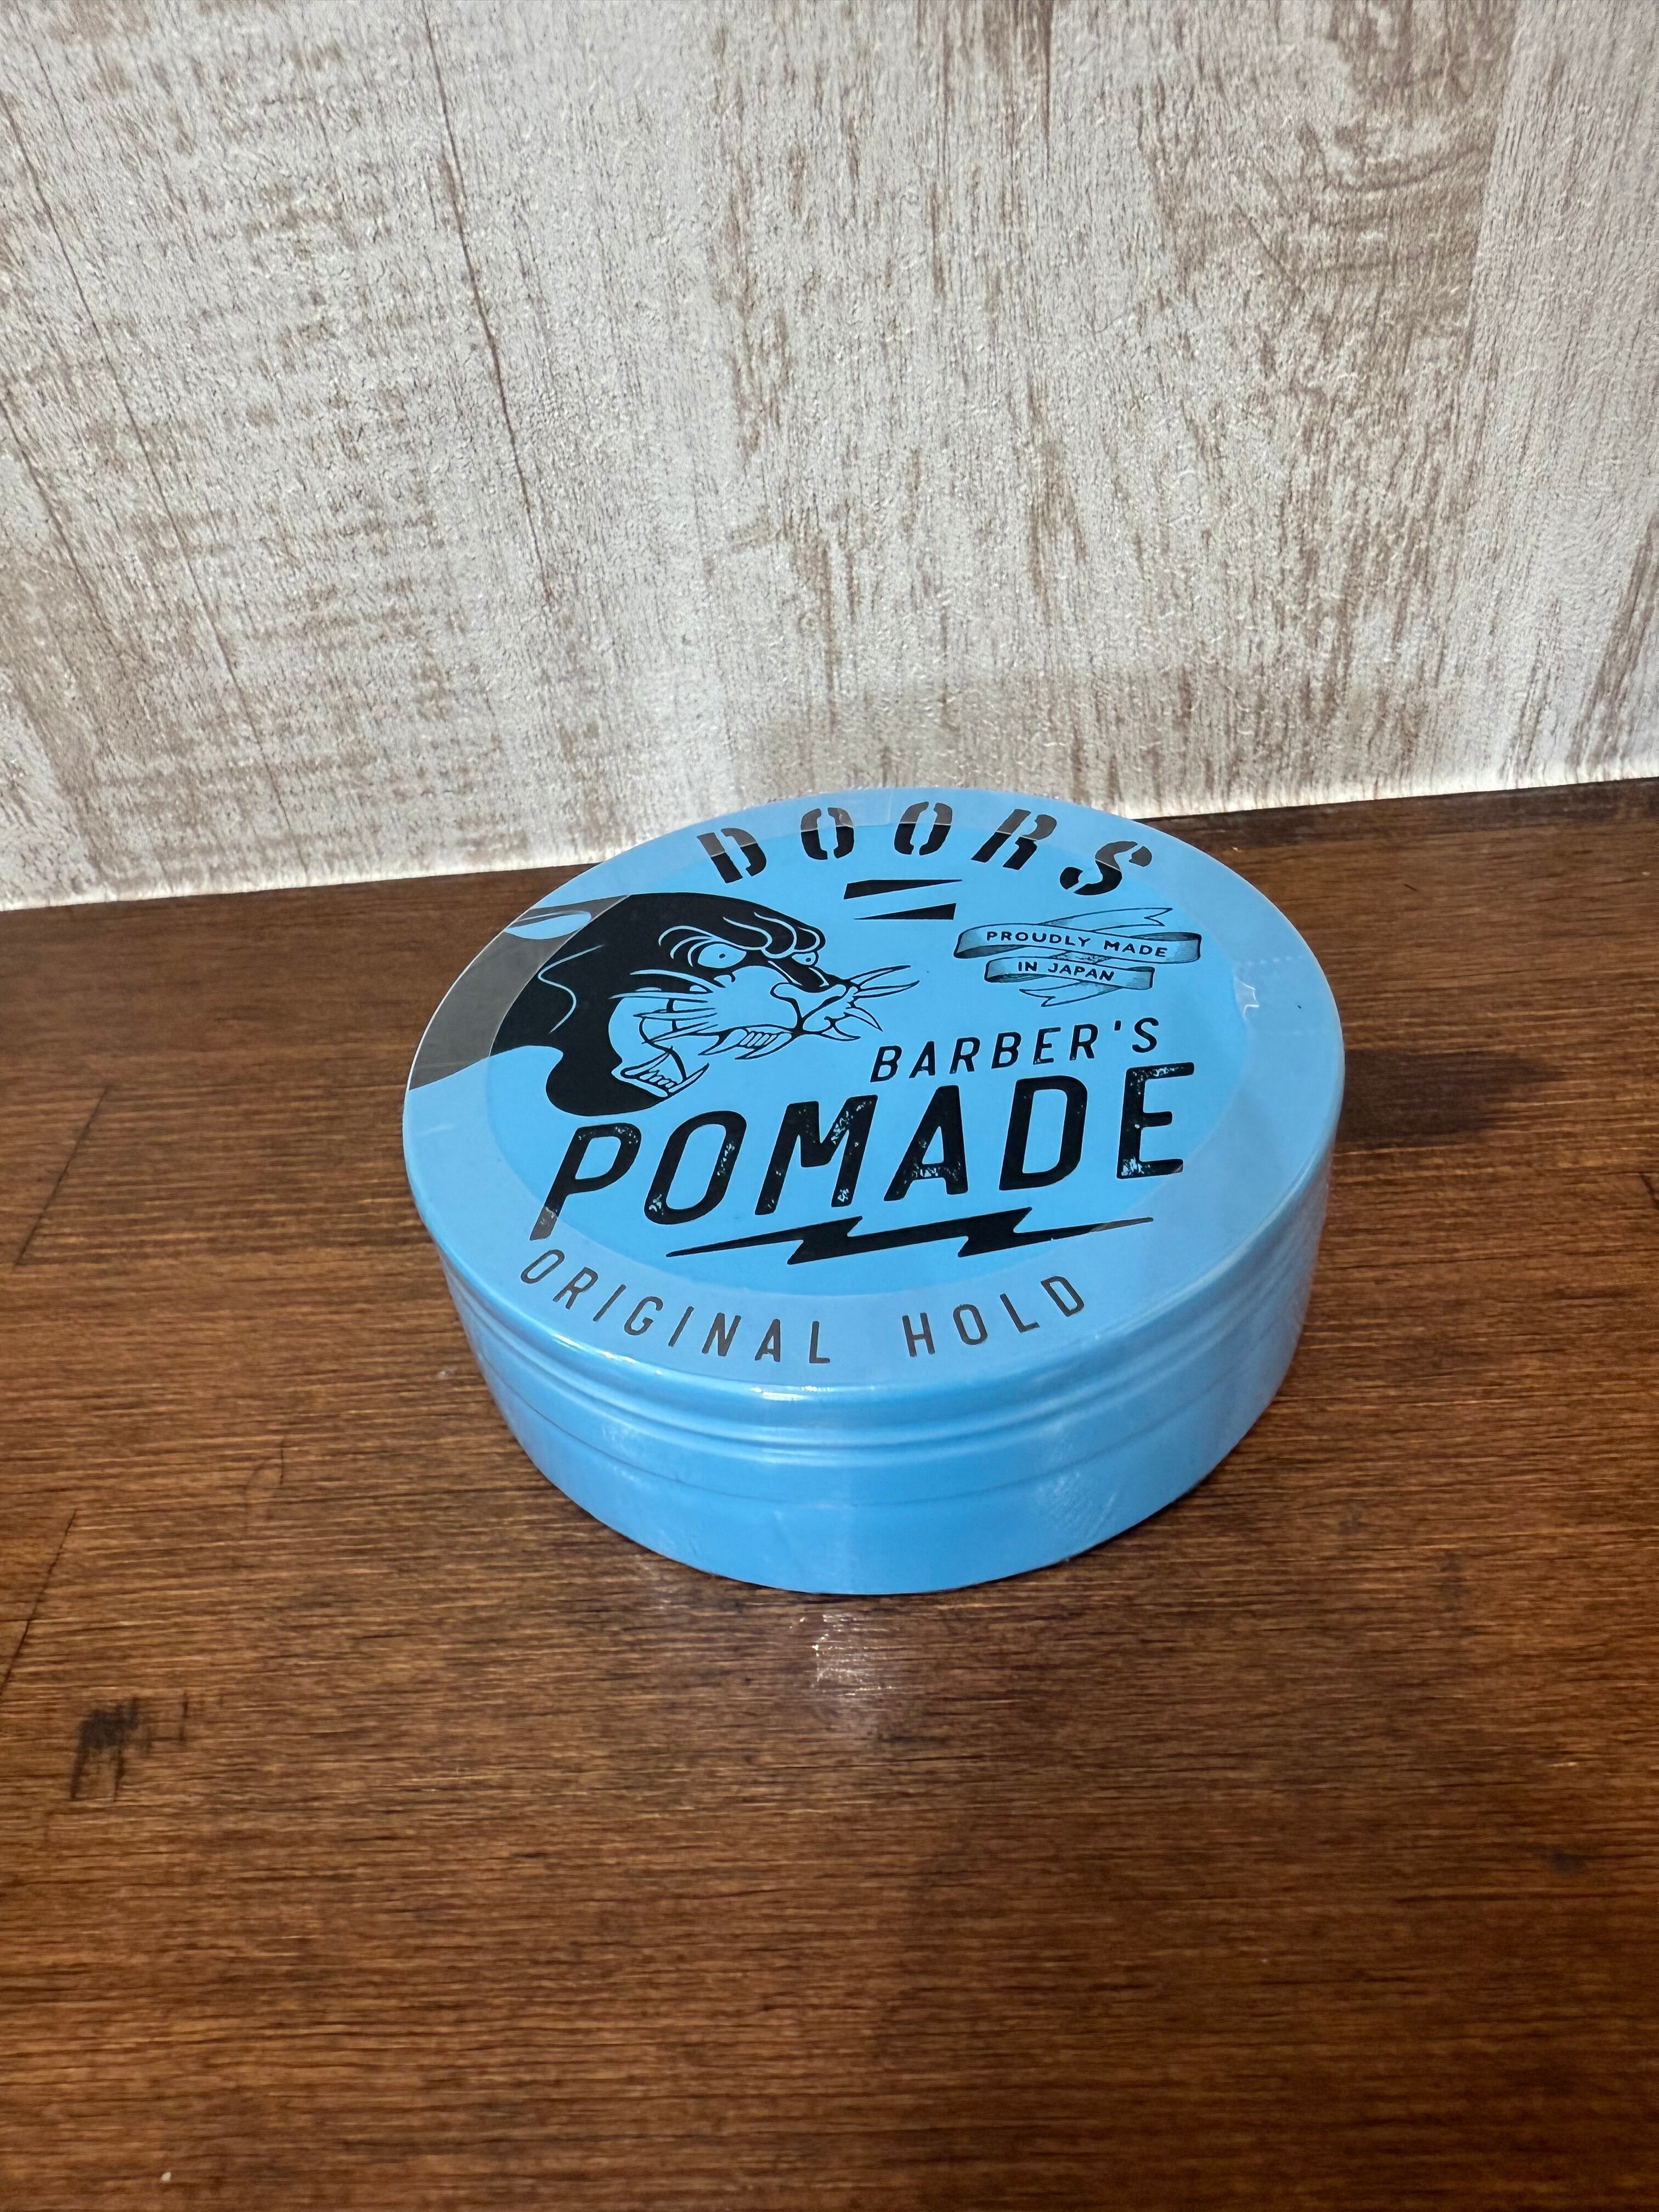 DOORS
PROUDLY MADE
IN JAPAN
BARBER'S
POMADE
ORIGINAL HOLD